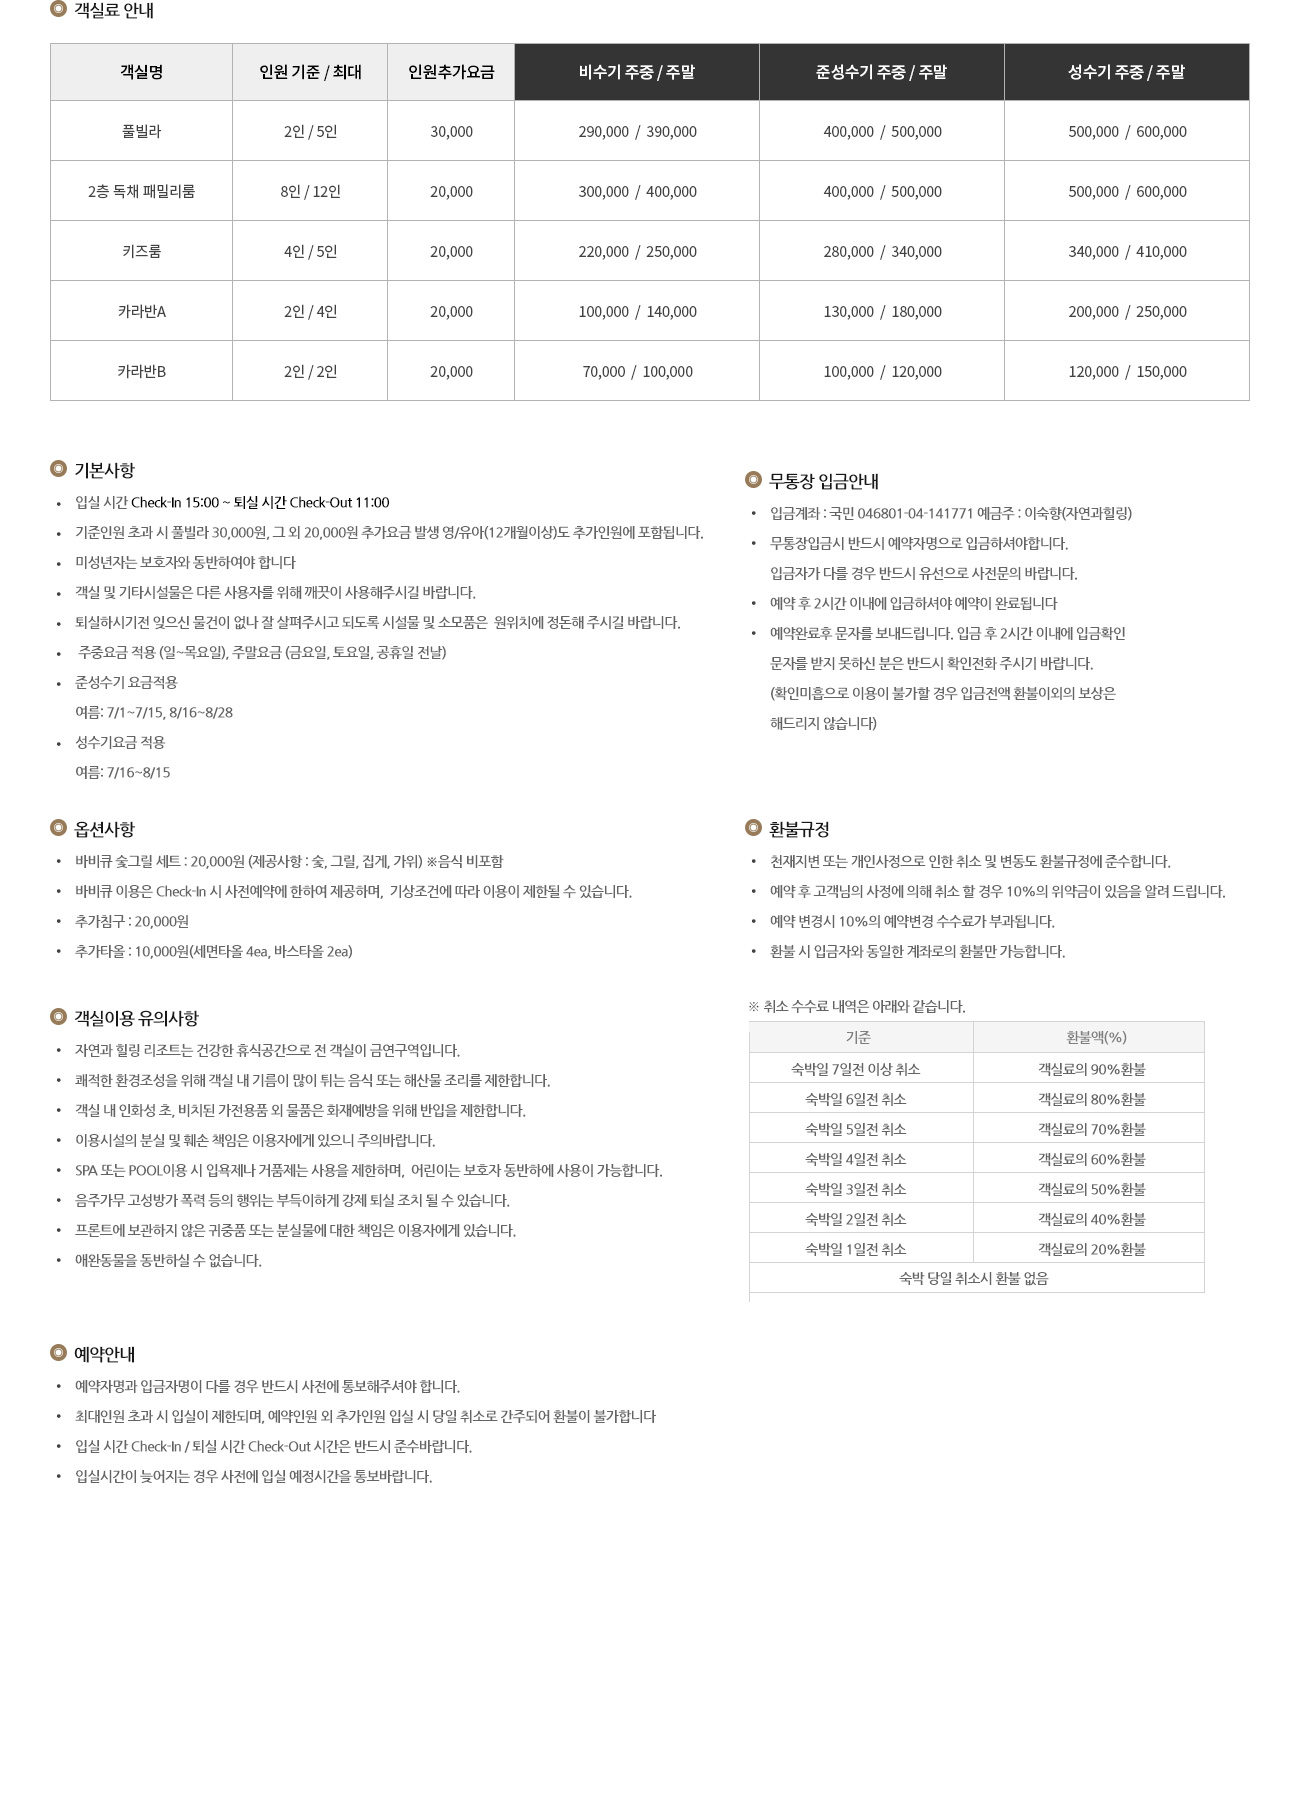 객실료 안내
객실명 인원 기준 / 최대 인원추가요금 비수기 주중 / 주말 준성수기 주중 / 주말 성수기 주중 / 주말
풀빌라 2인 / 5인 30,000 290,000 / 390,000 400,000 / 500,000 500,000 / 600,000
2층 독채 패밀리룸 8인 / 12인 20,000 300,000 / 400,000 400,000 / 500,000 500,000 / 600,000
키즈룸 4인 / 5인 20,000 220,000 / 250,000 280,000 / 340,000 340,000 / 410,000
카라반A 2인 / 4인 20,000 100,000 / 140,000 130,000 / 180,000 200,000 / 250,000
카라반B 2인 / 2인 20,000 70,000 / 100,000 100,000 / 120,000 120,000 / 150,000
기본사항
• 입실 시간 Check-In 15:00 ~ 퇴실 시간 Check-Out 11:00
• 기준인원 초과 시 풀빌라 30,000원, 그 외 20,000원 추가요금 발생 영/유아(12개월이상)도 추가인원에 포함됩니다.
• 미성년자는 보호자와 동반하여야 합니다
• 객실 및 기타시설물은 다른 사용자를 위해 깨끗이 사용해주시길 바랍니다.
• 퇴실하시기전 잊으신 물건이 없나 잘 살펴주시고 되도록 시설물 및 소모품은 원위치에 정돈해 주시길 바랍니다.
• 주중요금 적용 (일~목요일), 주말요금 (금요일, 토요일, 공휴일 전날)
• 준성수기 요금적용
여름: 7/1~7/15, 8/16~8/28
• 성수기요금 적용
여름: 7/16~8/15
무통장 입금안내
• 입금계좌 : 국민 046801-04-141771 예금주 : 이숙향(자연과힐링)
• 무통장입금시 반드시 예약자명으로 입금하셔야합니다.
입금자가 다를 경우 반드시 유선으로 사전문의 바랍니다.
• 예약 후 2시간 이내에 입금하셔야 예약이 완료됩니다
• 예약완료후 문자를 보내드립니다. 입금 후 2시간 이내에 입금확인
문자를 받지 못하신 분은 반드시 확인전화 주시기 바랍니다.
(확인미흡으로 이용이 불가할 경우 입금전액 환불이외의 보상은
해드리지 않습니다)
옵션사항
• 바비큐 숯그릴 세트 : 20,000원 (제공사항 : 숯, 그릴, 집게, 가위) ※음식 비포함
• 바비큐 이용은 Check-In 시 사전예약에 한하여 제공하며, 기상조건에 따라 이용이 제한될 수 있습니다.
• 추가침구 : 20,000원
• 추가타올 : 10,000원(세면타올 4ea, 바스타올 2ea)
환불규정
• 천재지변 또는 개인사정으로 인한 취소 및 변동도 환불규정에 준수합니다.
• 예약 후 고객님의 사정에 의해 취소 할 경우 10%의 위약금이 있음을 알려 드립니다.
• 예약 변경시 10%의 예약변경 수수료가 부과됩니다.
• 환불 시 입금자와 동일한 계좌로의 환불만 가능합니다.
※ 취소 수수료 내역은 아래와 같습니다.
기준 환불액(%)
숙박일 7일전 이상 취소 객실료의 90%환불
숙박일 6일전 취소 객실료의 80%환불
숙박일 5일전 취소 객실료의 70%환불
숙박일 4일전 취소 객실료의 60%환불
숙박일 3일전 취소 객실료의 50%환불
숙박일 2일전 취소 객실료의 40%환불
숙박일 1일전 취소 객실료의 20%환불
숙박 당일 취소시 환불 없음
객실이용 유의사항
• 자연과 힐링 리조트는 건강한 휴식공간으로 전 객실이 금연구역입니다.
• 쾌적한 환경조성을 위해 객실 내 기름이 많이 튀는 음식 또는 해산물 조리를 제한합니다.
• 객실 내 인화성 초, 비치된 가전용품 외 물품은 화재예방을 위해 반입을 제한합니다.
• 이용시설의 분실 및 훼손 책임은 이용자에게 있으니 주의바랍니다.
• SPA 또는 POOL이용 시 입욕제나 거품제는 사용을 제한하며, 어린이는 보호자 동반하에 사용이 가능합니다.
• 음주가무 고성방가 폭력 등의 행위는 부득이하게 강제 퇴실 조치 될 수 있습니다.
• 프론트에 보관하지 않은 귀중품 또는 분실물에 대한 책임은 이용자에게 있습니다.
• 애완동물을 동반하실 수 없습니다.
예약안내
• 예약자명과 입금자명이 다를 경우 반드시 사전에 통보해주셔야 합니다.
• 최대인원 초과 시 입실이 제한되며, 예약인원 외 추가인원 입실 시 당일 취소로 간주되어 환불이 불가합니다
• 입실 시간 Check-In / 퇴실 시간 Check-Out 시간은 반드시 준수바랍니다.
• 입실시간이 늦어지는 경우 사전에 입실 예정시간을 통보바랍니다.